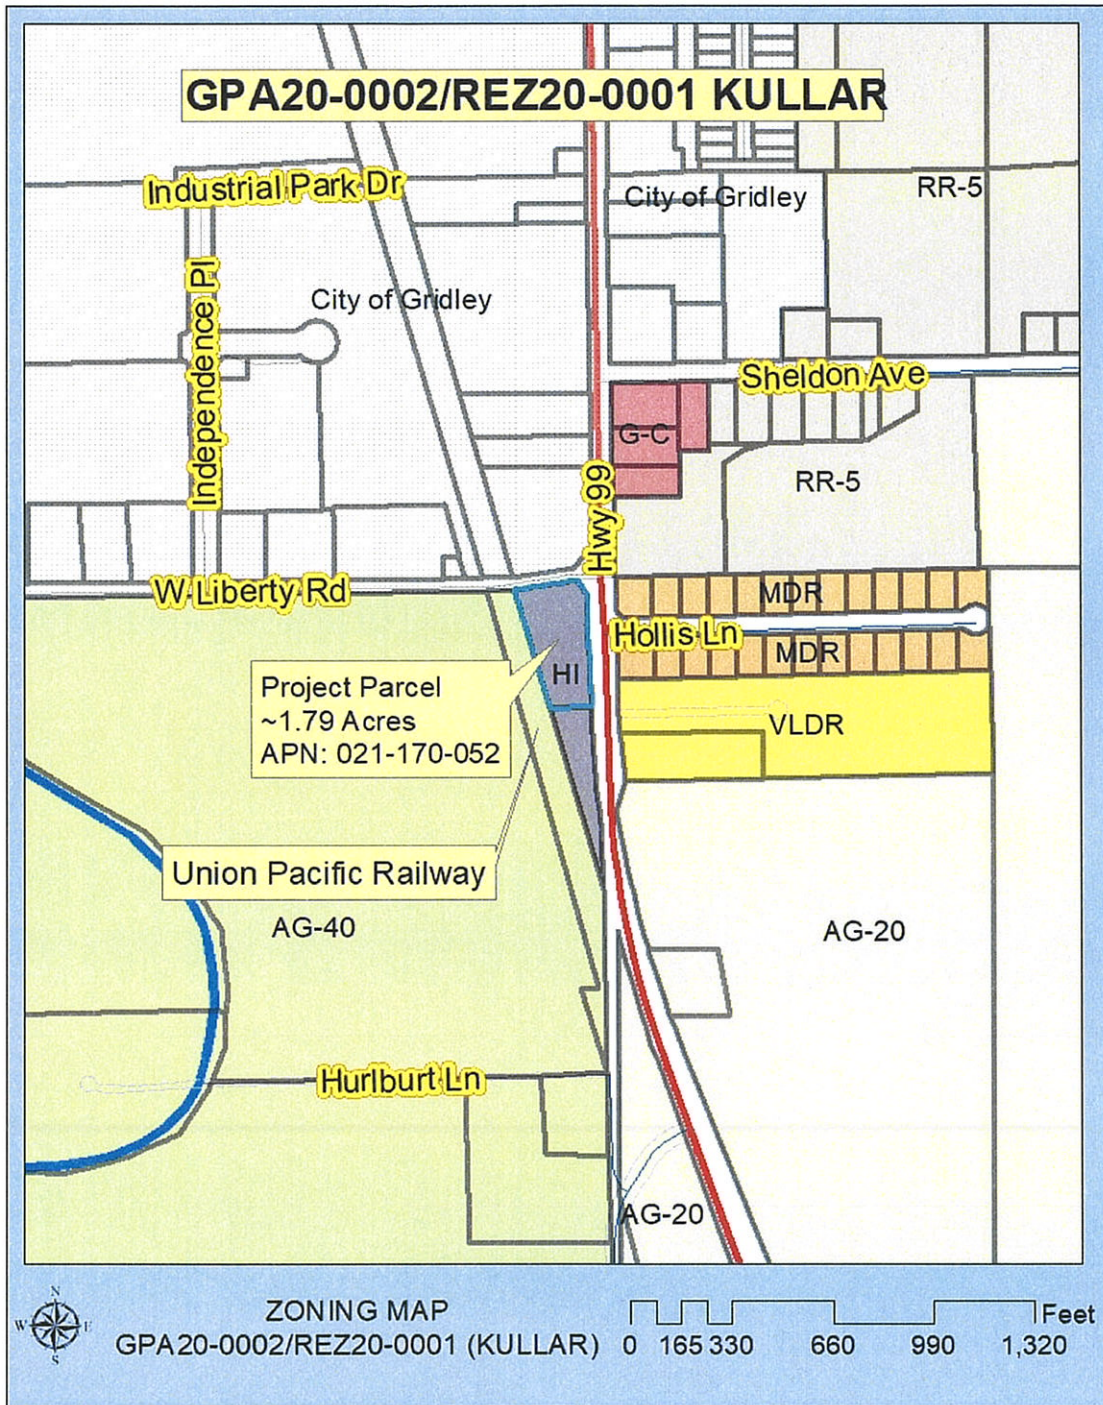 GPA20-0002/REZ20-0001 KULLAR
Industrial Park Dr
City of Gridley
RR-5
Independence Pl
City of Gridley
Sheldon Ave
G-C
Hwy 99
RR-5
W Liberty Rd
MDR
Hollis Ln
MDR
HI
Project Parcel
~1.79 Acres
APN: 021-170-052
VLDR
Union Pacific Railway
AG-40
AG-20
Hurlburt Ln
AG-20
N
W
E
S
ZONING MAP
GPA20-0002/REZ20-0001 (KULLAR)
Feet
0 165 330 660 990 1,320